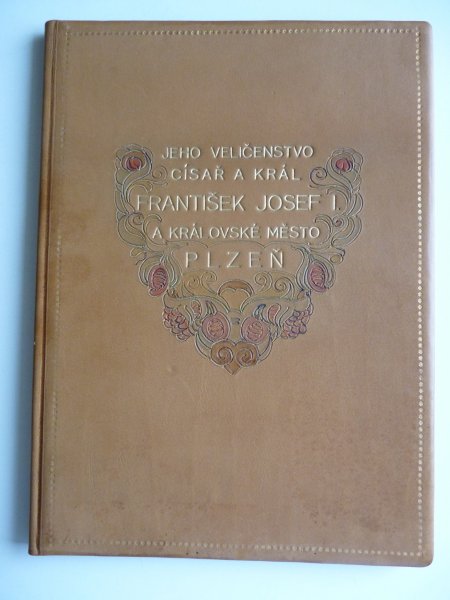 JEHO VELIČENSTVO
CÍSAŘ A KRÁL
FRANTIŠEK JOSEF I.
A KRÁLOVSKÉ MĚSTO
PLZEŇ